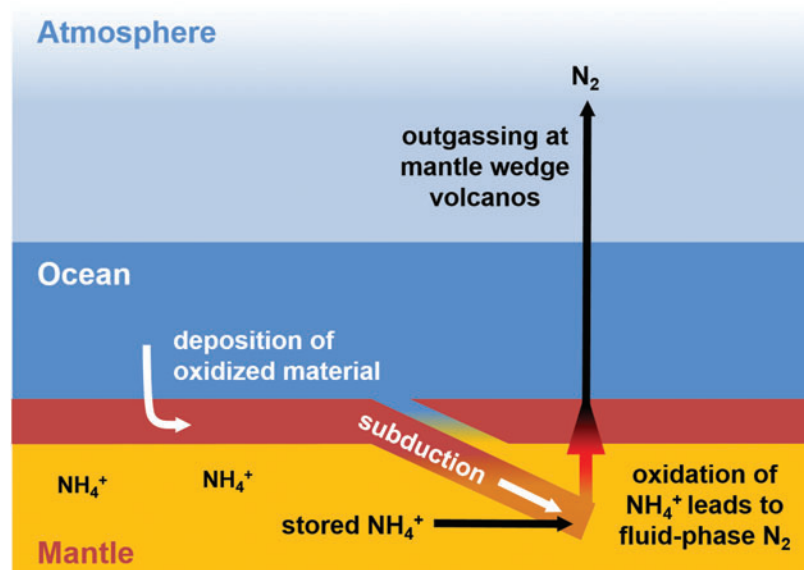 Atmosphere
N₂
outgassing at
mantle wedge
volcanos
Ocean
deposition of
oxidized material
subduction
NH₄⁺
NH₄⁺
stored NH₄⁺
oxidation of
NH₄⁺ leads to
fluid-phase N₂
Mantle